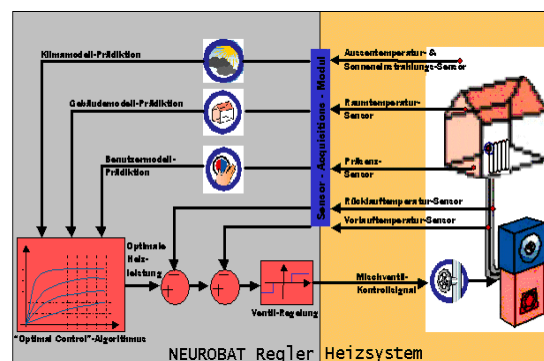 Klimamodell-Prädiktion
Aussentemperatur- &
Sonneneinstrahlungs-Sensor
Gebäudemodell-Prädiktion
Raumtemperatur-
Sensor
Benutzermodell-
Prädiktion
Präsenz-
Sensor
Sensor - Acquisitions - Modul
Rücklauftemperatur-Sensor
Vorlauftemperatur-Sensor
Optimale
Heiz-
leistung
Mischventil-
Kontrollsignal
Ventil-Regelung
"Optimal Control"-Algorithmus
NEUROBAT Regler Heizsystem